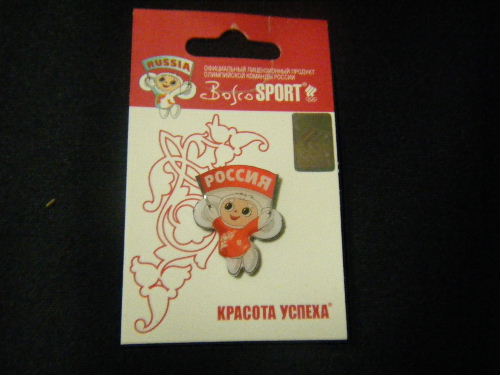 RUSSIA
ОФИЦИАЛЬНЫЙ ЛИЦЕНЗИОННЫЙ ПРОДУКТ
ОЛИМПИЙСКОЙ КОМАНДЫ РОССИИ
Bosco SPORT
РОССИЯ
КРАСОТА УСПЕХА®